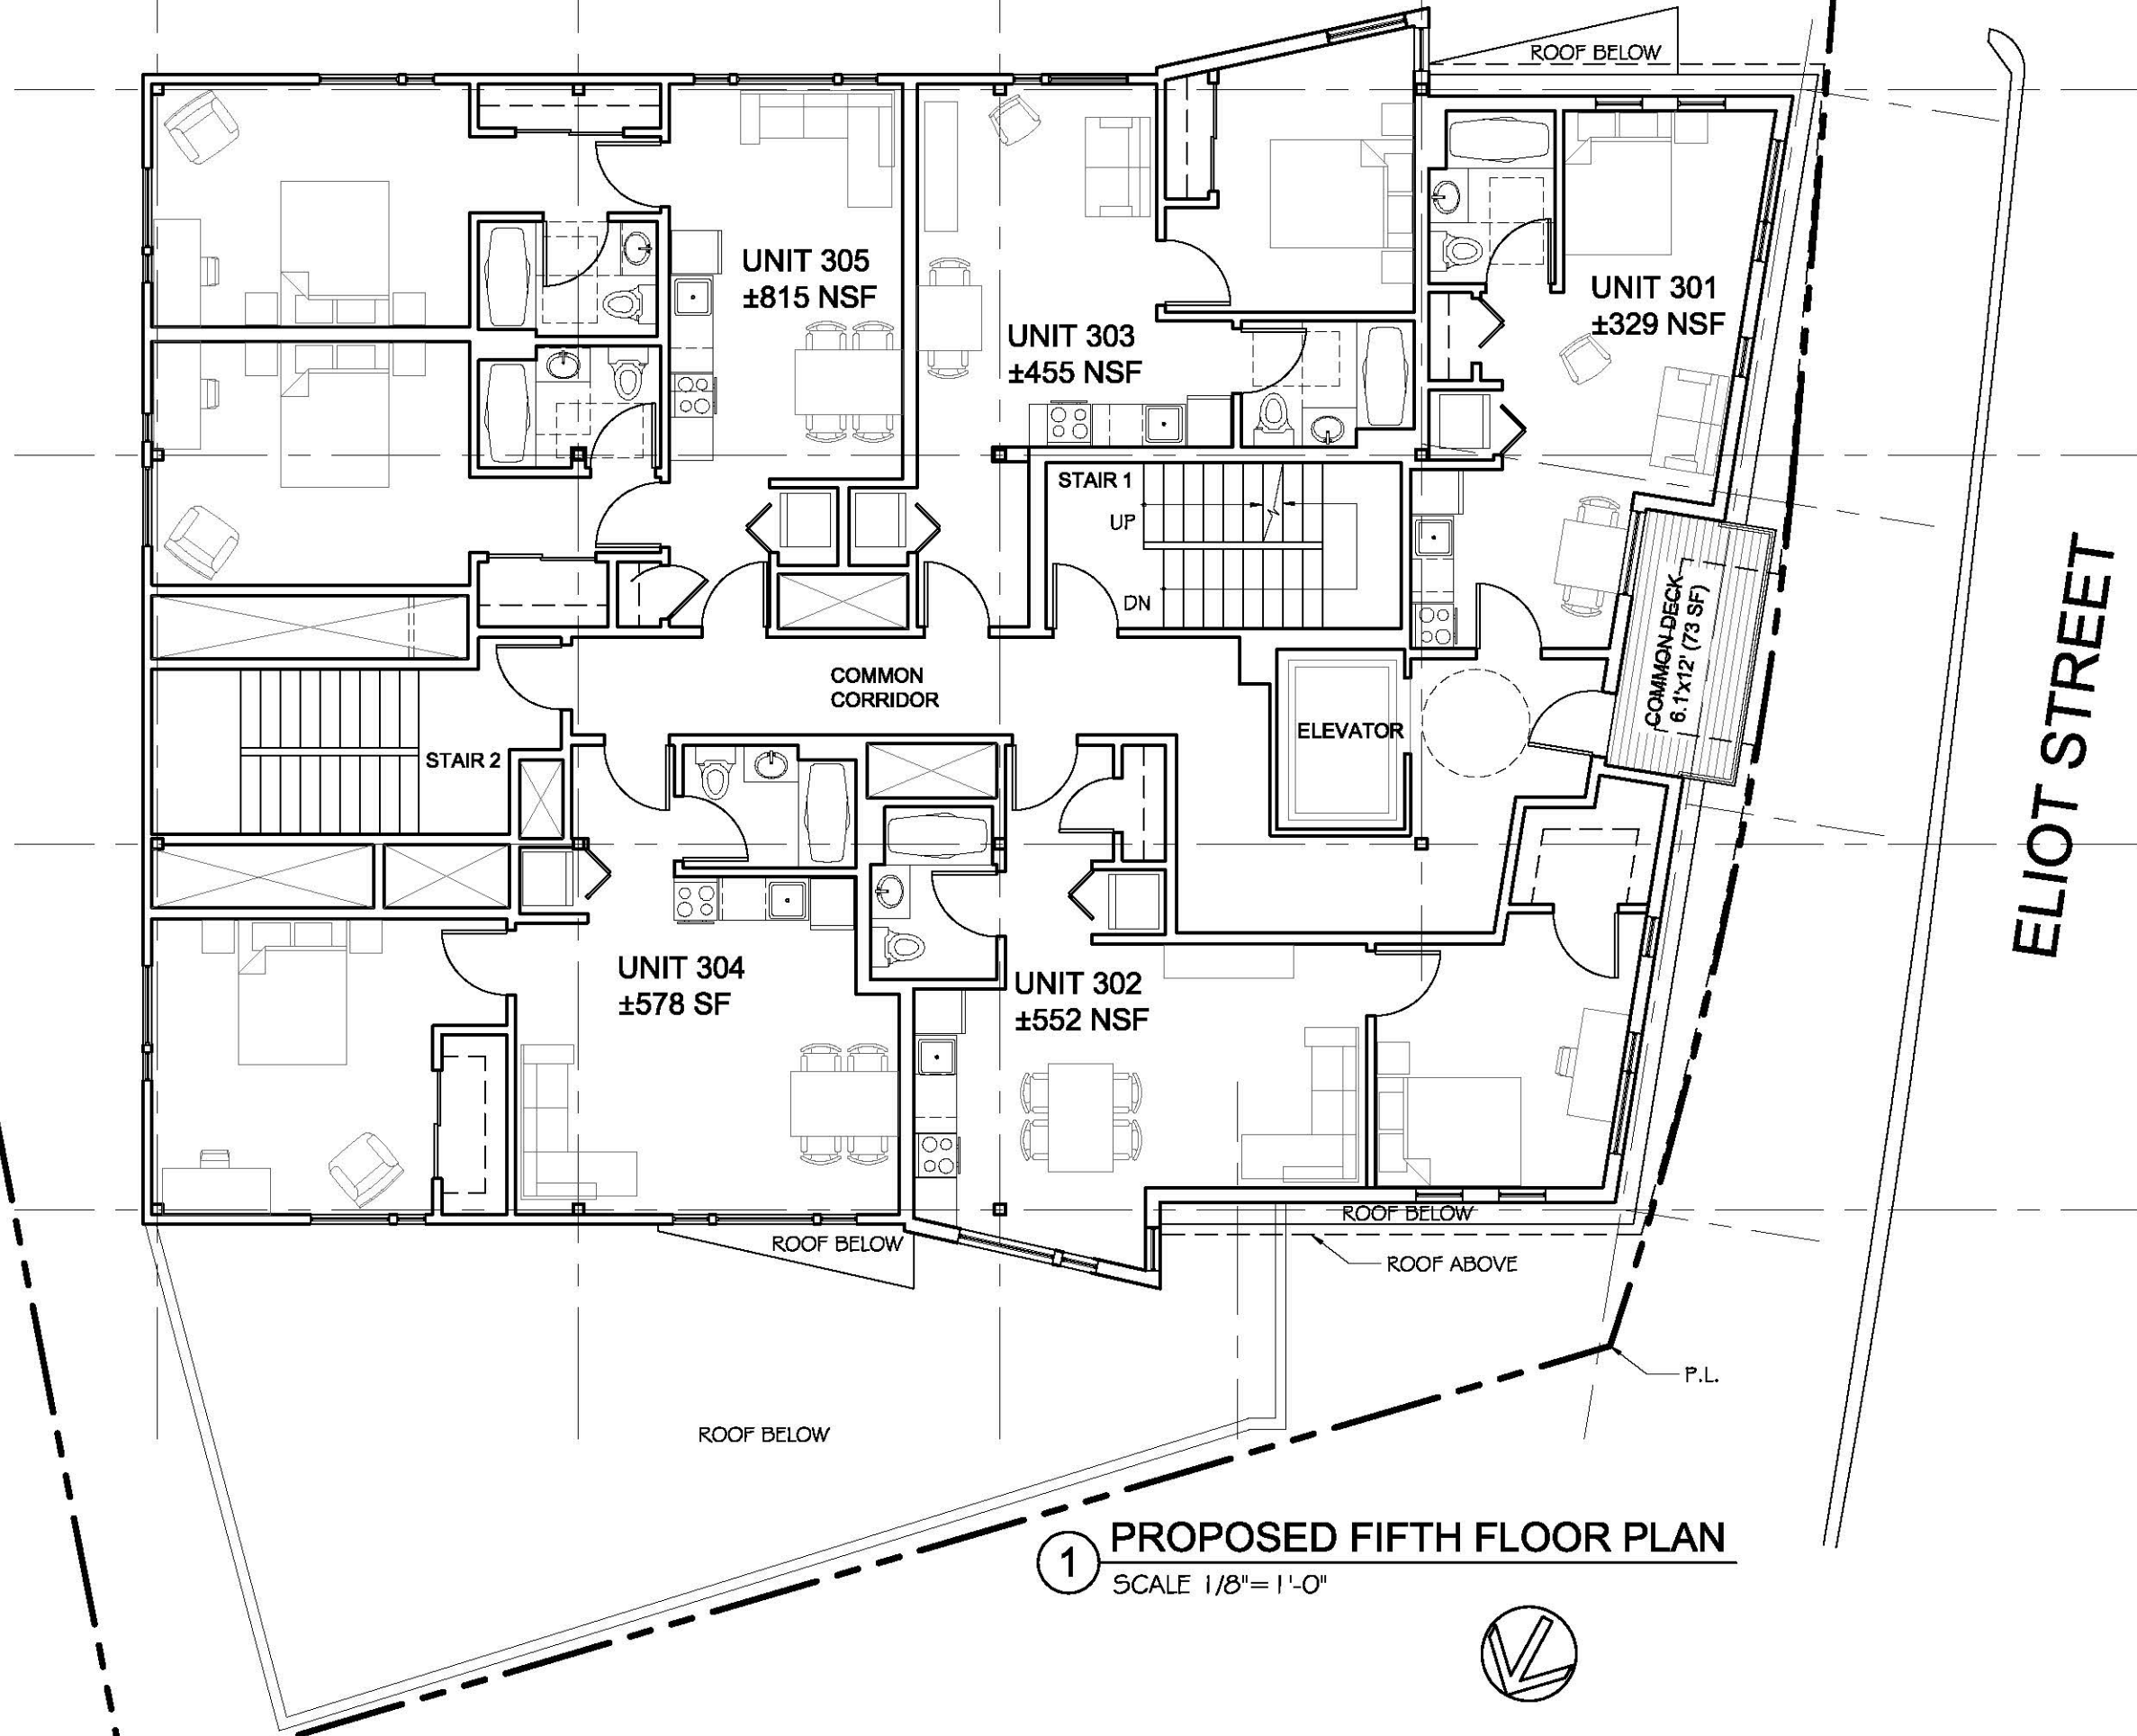 ROOF BELOW
UNIT 305
±815 NSF
UNIT 303
±455 NSF
UNIT 301
±329 NSF
STAIR 1
UP
DN
COMMON DECK
6.1'x12' (73 SF)
COMMON
CORRIDOR
ELEVATOR
STAIR 2
ELIOT STREET
UNIT 304
±578 SF
UNIT 302
±552 NSF
ROOF BELOW
ROOF BELOW
ROOF ABOVE
P.L.
ROOF BELOW
1
PROPOSED FIFTH FLOOR PLAN
SCALE 1/8"=1'-0"